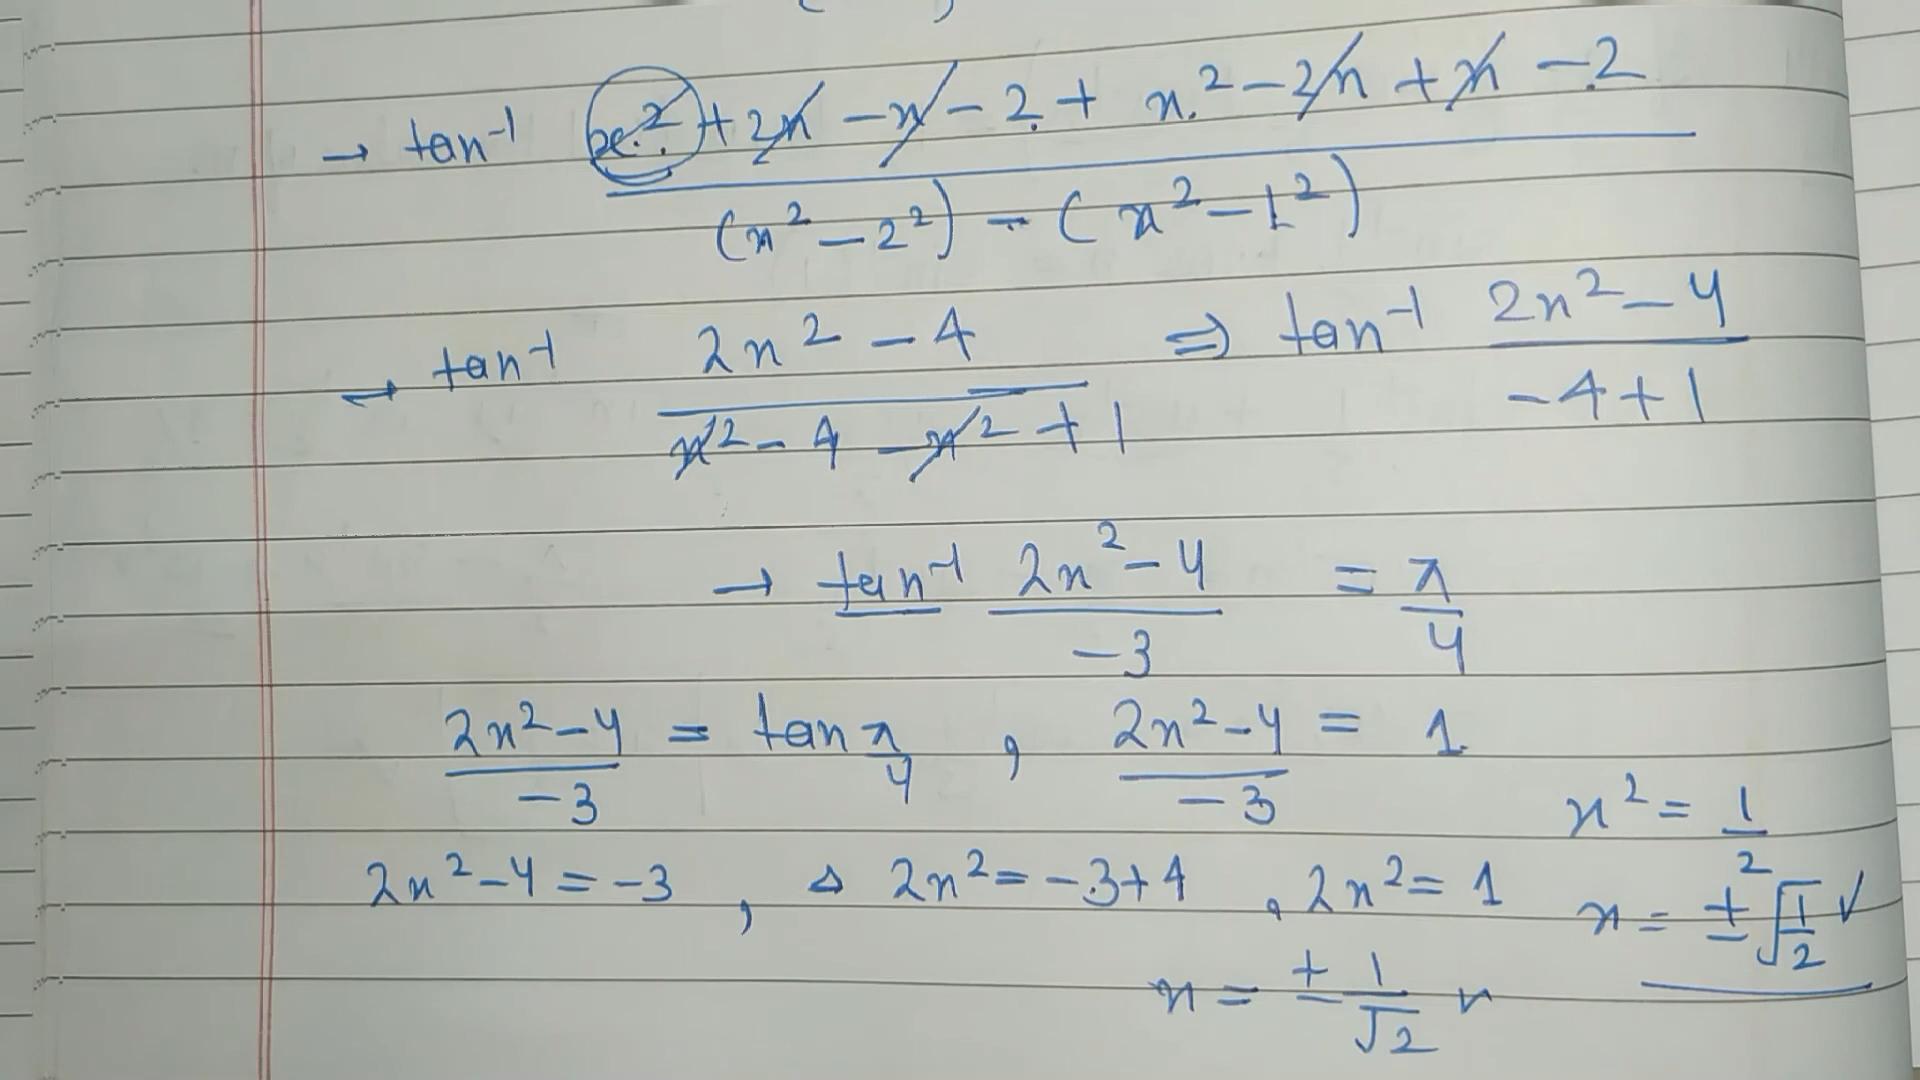 → tan⁻¹ (x² + 2x - x - 2 + x² - 2x + x - 2) / ((x² - 2²) - (x² - 1²))
→ tan⁻¹ (2x² - 4) / (x² - 4 - x² + 1) ⇒ tan⁻¹ (2x² - 4) / (-4 + 1)
→ tan⁻¹ (2x² - 4) / (-3) = π/4
(2x² - 4) / (-3) = tan π/4 , (2x² - 4) / (-3) = 1
x² = 1/2
2x² - 4 = -3 , △ 2x² = -3 + 4 , 2x² = 1
x = ± √(1/2) ✓
x = ± 1/√2 ✓